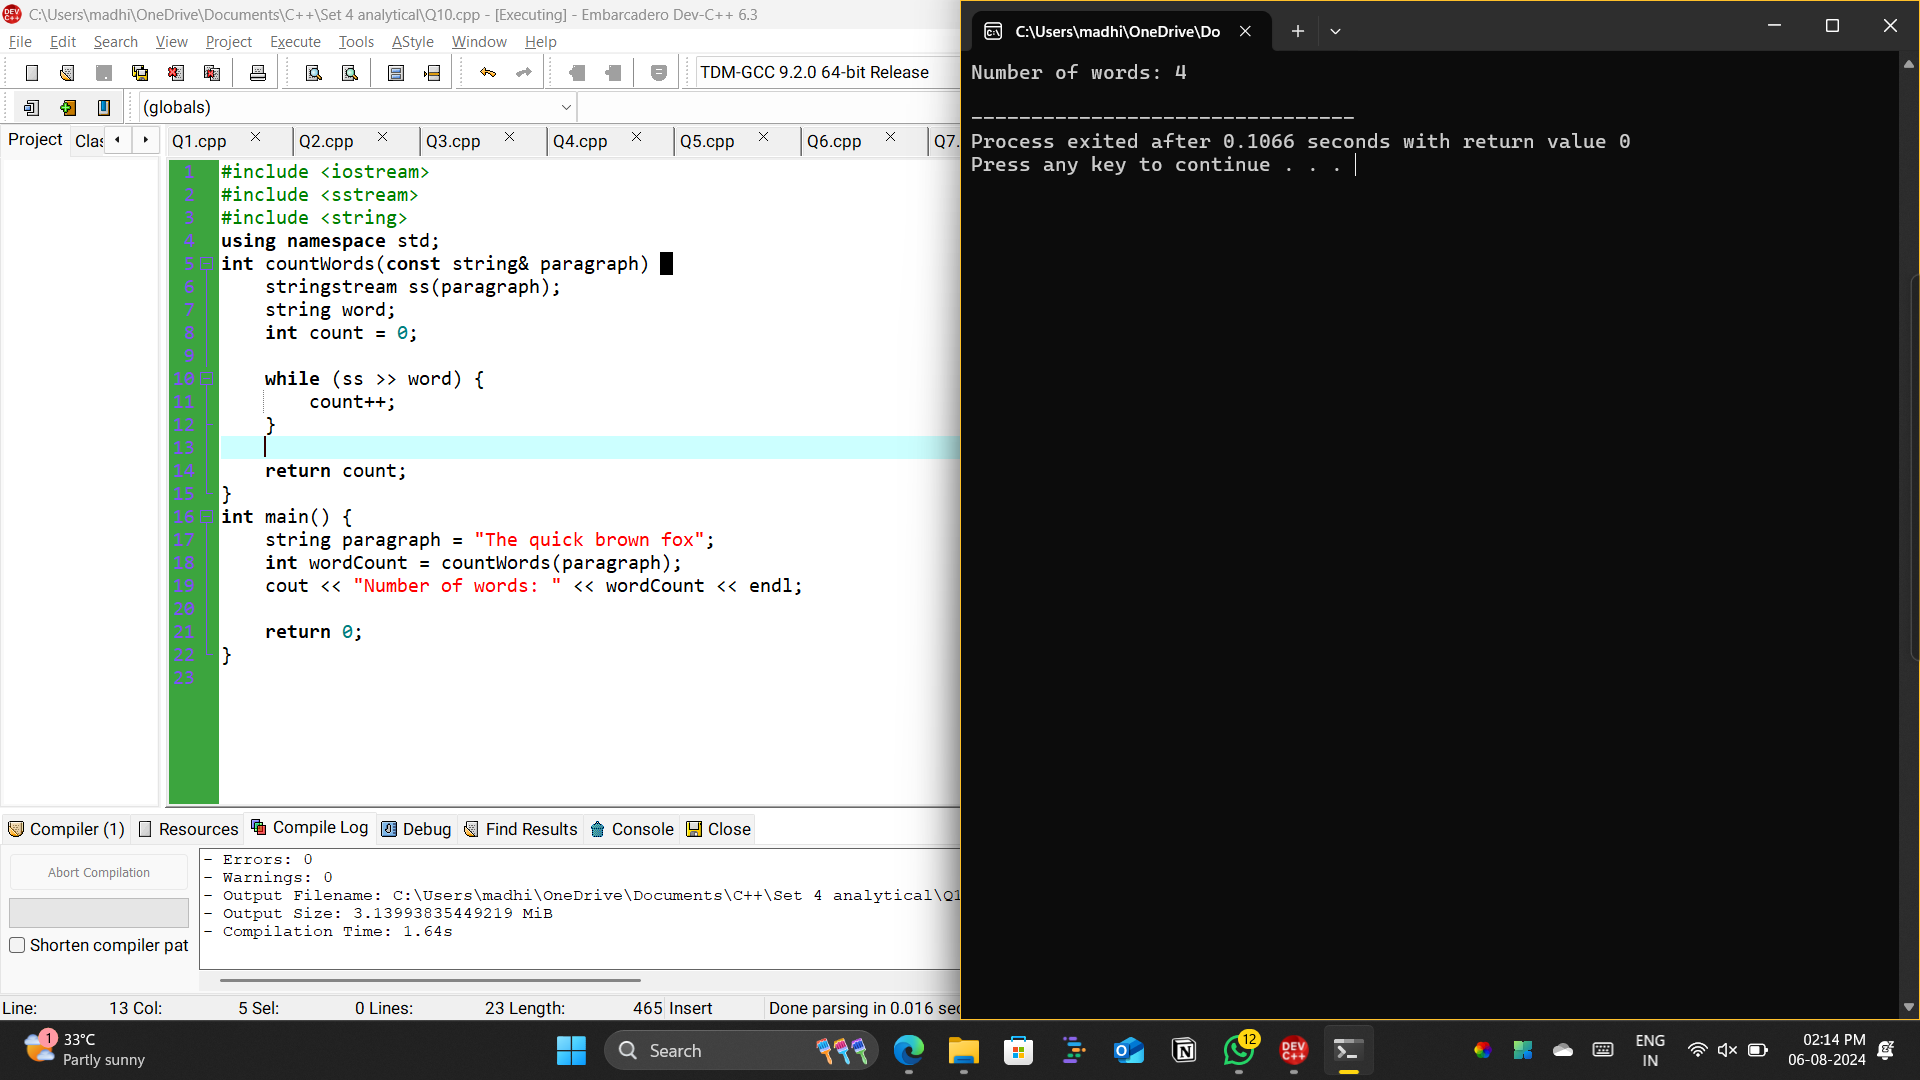 C:\Users\madhi\OneDrive\Documents\C++\Set 4 analytical\Q10.cpp - [Executing] - Embarcadero Dev-C++ 6.3
File Edit Search View Project Execute Tools AStyle Window Help
TDM-GCC 9.2.0 64-bit Release
(globals)
Project Clas Q1.cpp Q2.cpp Q3.cpp Q4.cpp Q5.cpp Q6.cpp Q7.
1 #include <iostream>
2 #include <sstream>
3 #include <string>
4 using namespace std;
5 int countWords(const string& paragraph)
6     stringstream ss(paragraph);
7     string word;
8     int count = 0;
9
10     while (ss >> word) {
11         count++;
12     }
13
14     return count;
15 }
16 int main() {
17     string paragraph = "The quick brown fox";
18     int wordCount = countWords(paragraph);
19     cout << "Number of words: " << wordCount << endl;
20
21     return 0;
22 }
23
Compiler (1) Resources Compile Log Debug Find Results Console Close
Abort Compilation
Shorten compiler pat
- Errors: 0
- Warnings: 0
- Output Filename: C:\Users\madhi\OneDrive\Documents\C++\Set 4 analytical\Q1
- Output Size: 3.13993835449219 MiB
- Compilation Time: 1.64s
Line: 13 Col: 5 Sel: 0 Lines: 23 Length: 465 Insert Done parsing in 0.016 sec
C:\Users\madhi\OneDrive\Do
Number of words: 4
--------------------------------
Process exited after 0.1066 seconds with return value 0
Press any key to continue . . .
1
33°C
Partly sunny
Search
12
DEV C++
ENG
IN
02:14 PM
06-08-2024